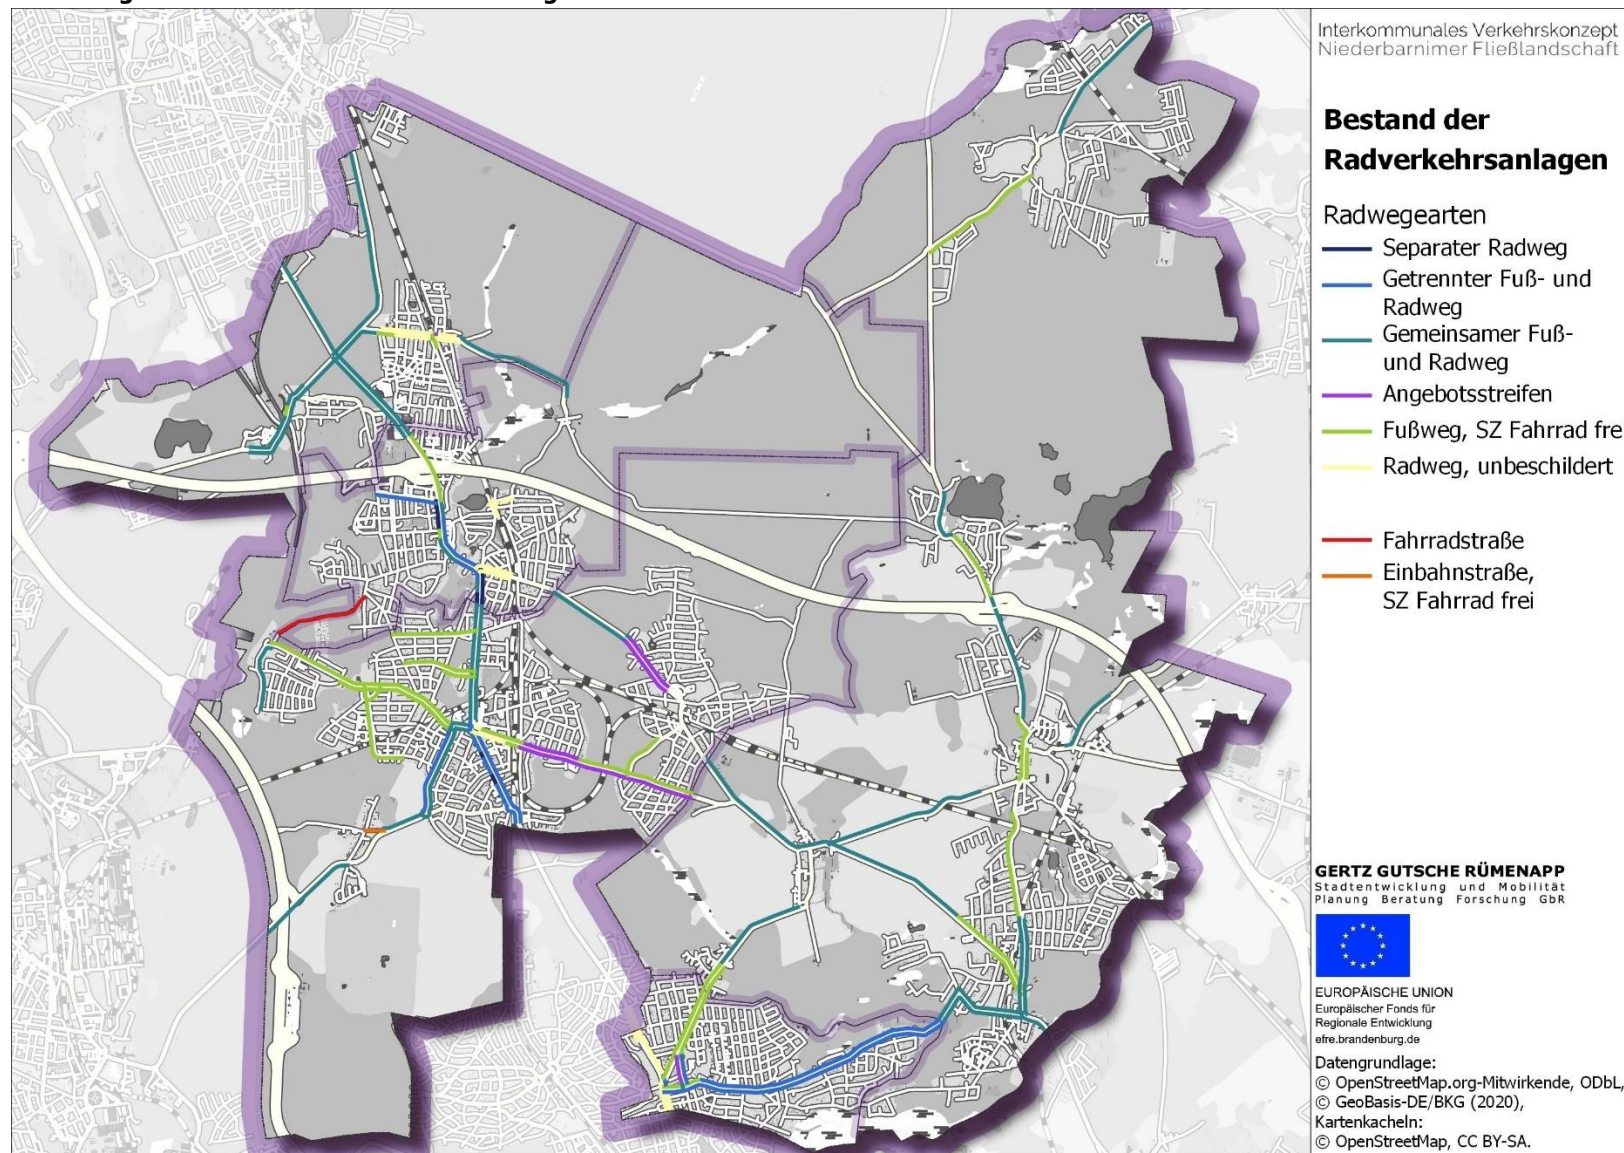 Interkommunales Verkehrskonzept
Niederbarnimer Fließlandschaft
Bestand der
Radverkehrsanlagen
Radwegearten
Separater Radweg
Getrennter Fuß- und
Radweg
Gemeinsamer Fuß-
und Radweg
Angebotsstreifen
Fußweg, SZ Fahrrad fre
Radweg, unbeschildert
Fahrradstraße
Einbahnstraße,
SZ Fahrrad frei
GERTZ GUTSCHE RÜMENAPP
Stadtentwicklung und Mobilität
Planung Beratung Forschung GbR
EUROPÄISCHE UNION
Europäischer Fonds für
Regionale Entwicklung
efre.brandenburg.de
Datengrundlage:
© OpenStreetMap.org-Mitwirkende, ODbL,
© GeoBasis-DE/BKG (2020),
Kartenkacheln:
© OpenStreetMap, CC BY-SA.